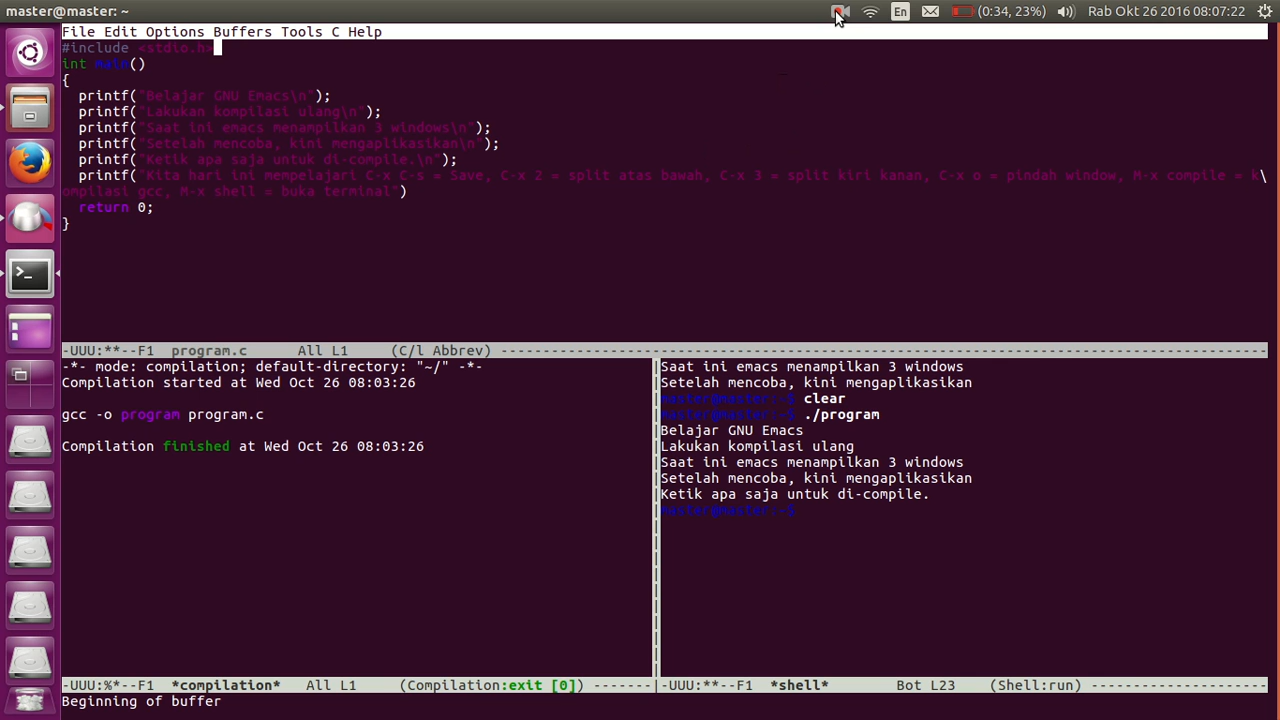 master@master: ~
En
(0:34, 23%)
Rab Okt 26 2016 08:07:22
File Edit Options Buffers Tools C Help
#include <stdio.h>
int main()
{
  printf("Belajar GNU Emacs\n");
  printf("Lakukan kompilasi ulang\n");
  printf("Saat ini emacs menampilkan 3 windows\n");
  printf("Setelah mencoba, kini mengaplikasikan\n");
  printf("Ketik apa saja untuk di-compile.\n");
  printf("Kita hari ini mempelajari C-x C-s = Save, C-x 2 = split atas bawah, C-x 3 = split kiri kanan, C-x o = pindah window, M-x compile = k\
ompilasi gcc, M-x shell = buka terminal")
  return 0;
}
-UUU:**--F1  program.c      All L1     (C/l Abbrev) ----------------------------------------
-*- mode: compilation; default-directory: "~/" -*-
Compilation started at Wed Oct 26 08:03:26
gcc -o program program.c
Compilation finished at Wed Oct 26 08:03:26
-UUU:%*--F1  *compilation*   All L1     (Compilation:exit [0]) -------
Saat ini emacs menampilkan 3 windows
Setelah mencoba, kini mengaplikasikan
master@master:~$ clear
master@master:~$ ./program
Belajar GNU Emacs
Lakukan kompilasi ulang
Saat ini emacs menampilkan 3 windows
Setelah mencoba, kini mengaplikasikan
Ketik apa saja untuk di-compile.
master@master:~$
-UUU:**--F1  *shell*        Bot L23    (Shell:run) ---------------------
Beginning of buffer